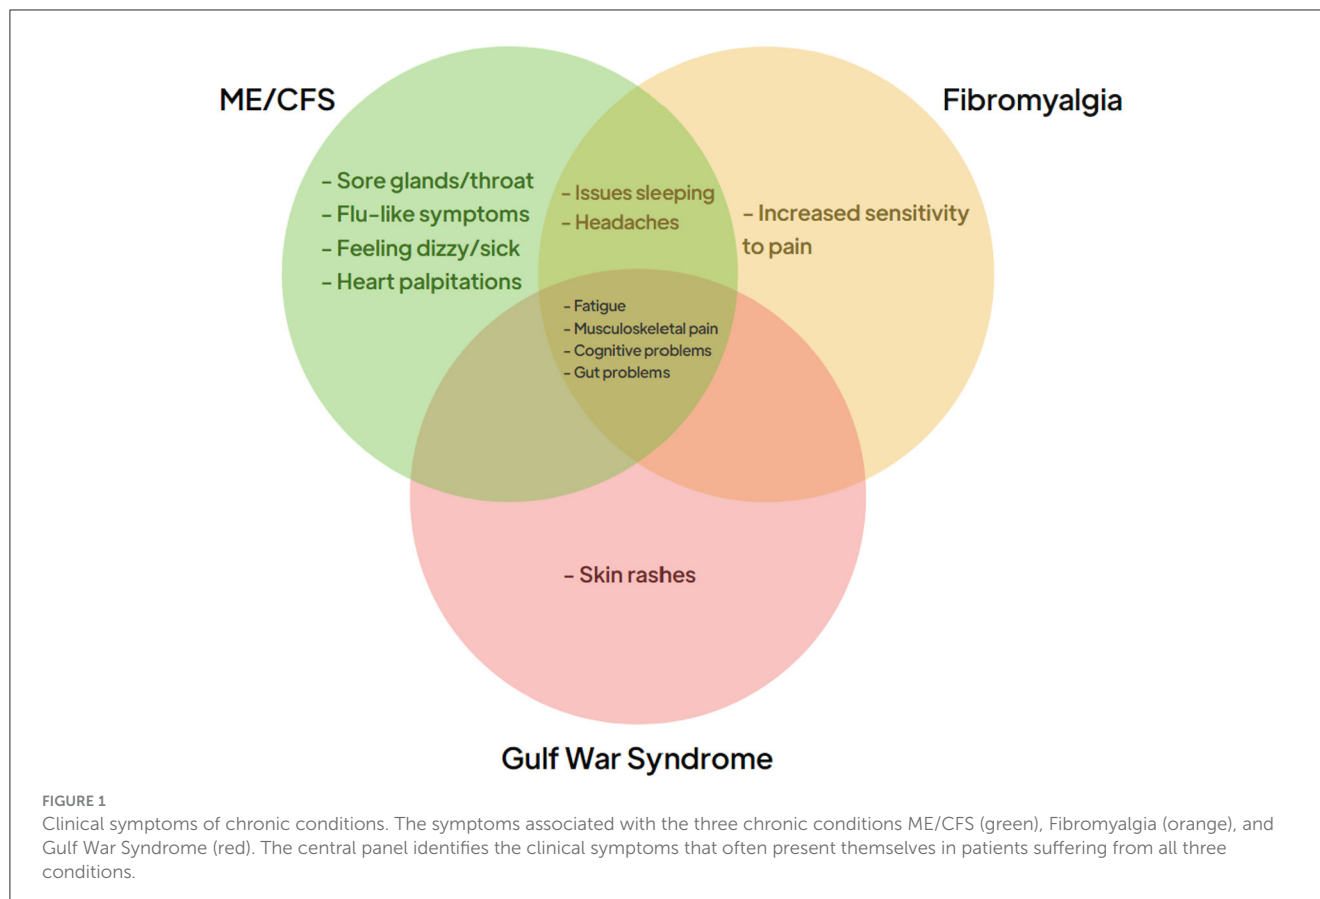 ME/CFS
Fibromyalgia
- Sore glands/throat
- Flu-like symptoms
- Feeling dizzy/sick
- Heart palpitations
- Issues sleeping
- Headaches
- Increased sensitivity
to pain
- Fatigue
- Musculoskeletal pain
- Cognitive problems
- Gut problems
- Skin rashes
Gulf War Syndrome
FIGURE 1
Clinical symptoms of chronic conditions. The symptoms associated with the three chronic conditions ME/CFS (green), Fibromyalgia (orange), and
Gulf War Syndrome (red). The central panel identifies the clinical symptoms that often present themselves in patients suffering from all three
conditions.